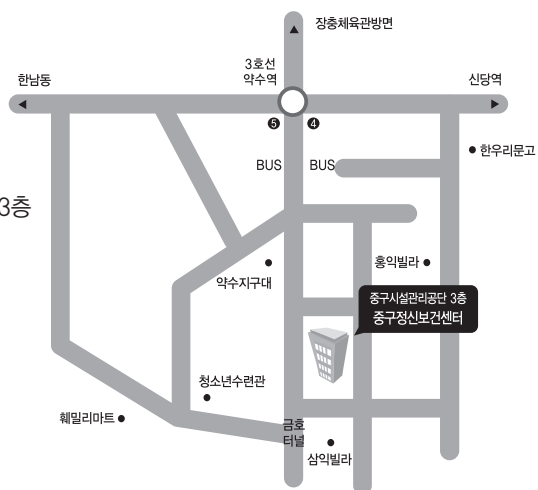 장충체육관방면
3호선
약수역
한남동
신당역
❺
❹
한우리문고
BUS
BUS
3층
홍익빌라
약수지구대
중구시설관리공단 3층
중구정신보건센터
청소년수련관
훼밀리마트
금호
터널
삼익빌라